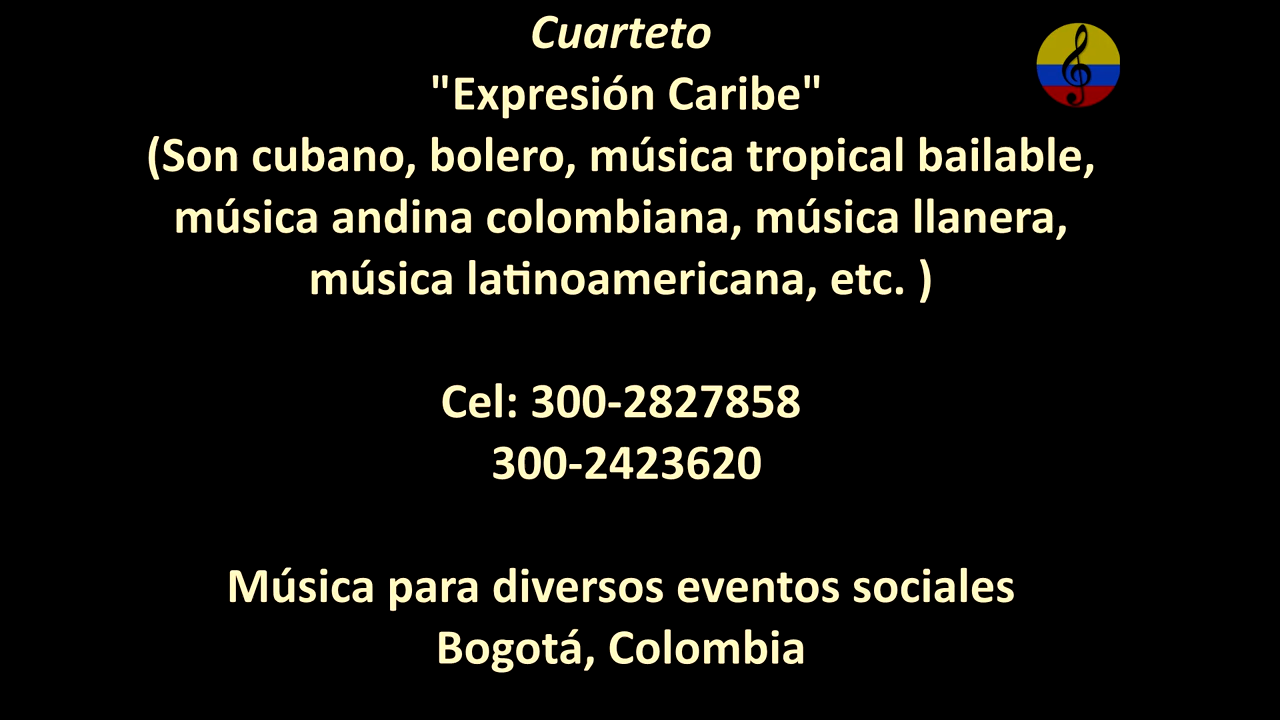 Cuarteto
"Expresión Caribe"
(Son cubano, bolero, música tropical bailable,
música andina colombiana, música llanera,
música latinoamericana, etc. )
Cel: 300-2827858
300-2423620
Música para diversos eventos sociales
Bogotá, Colombia